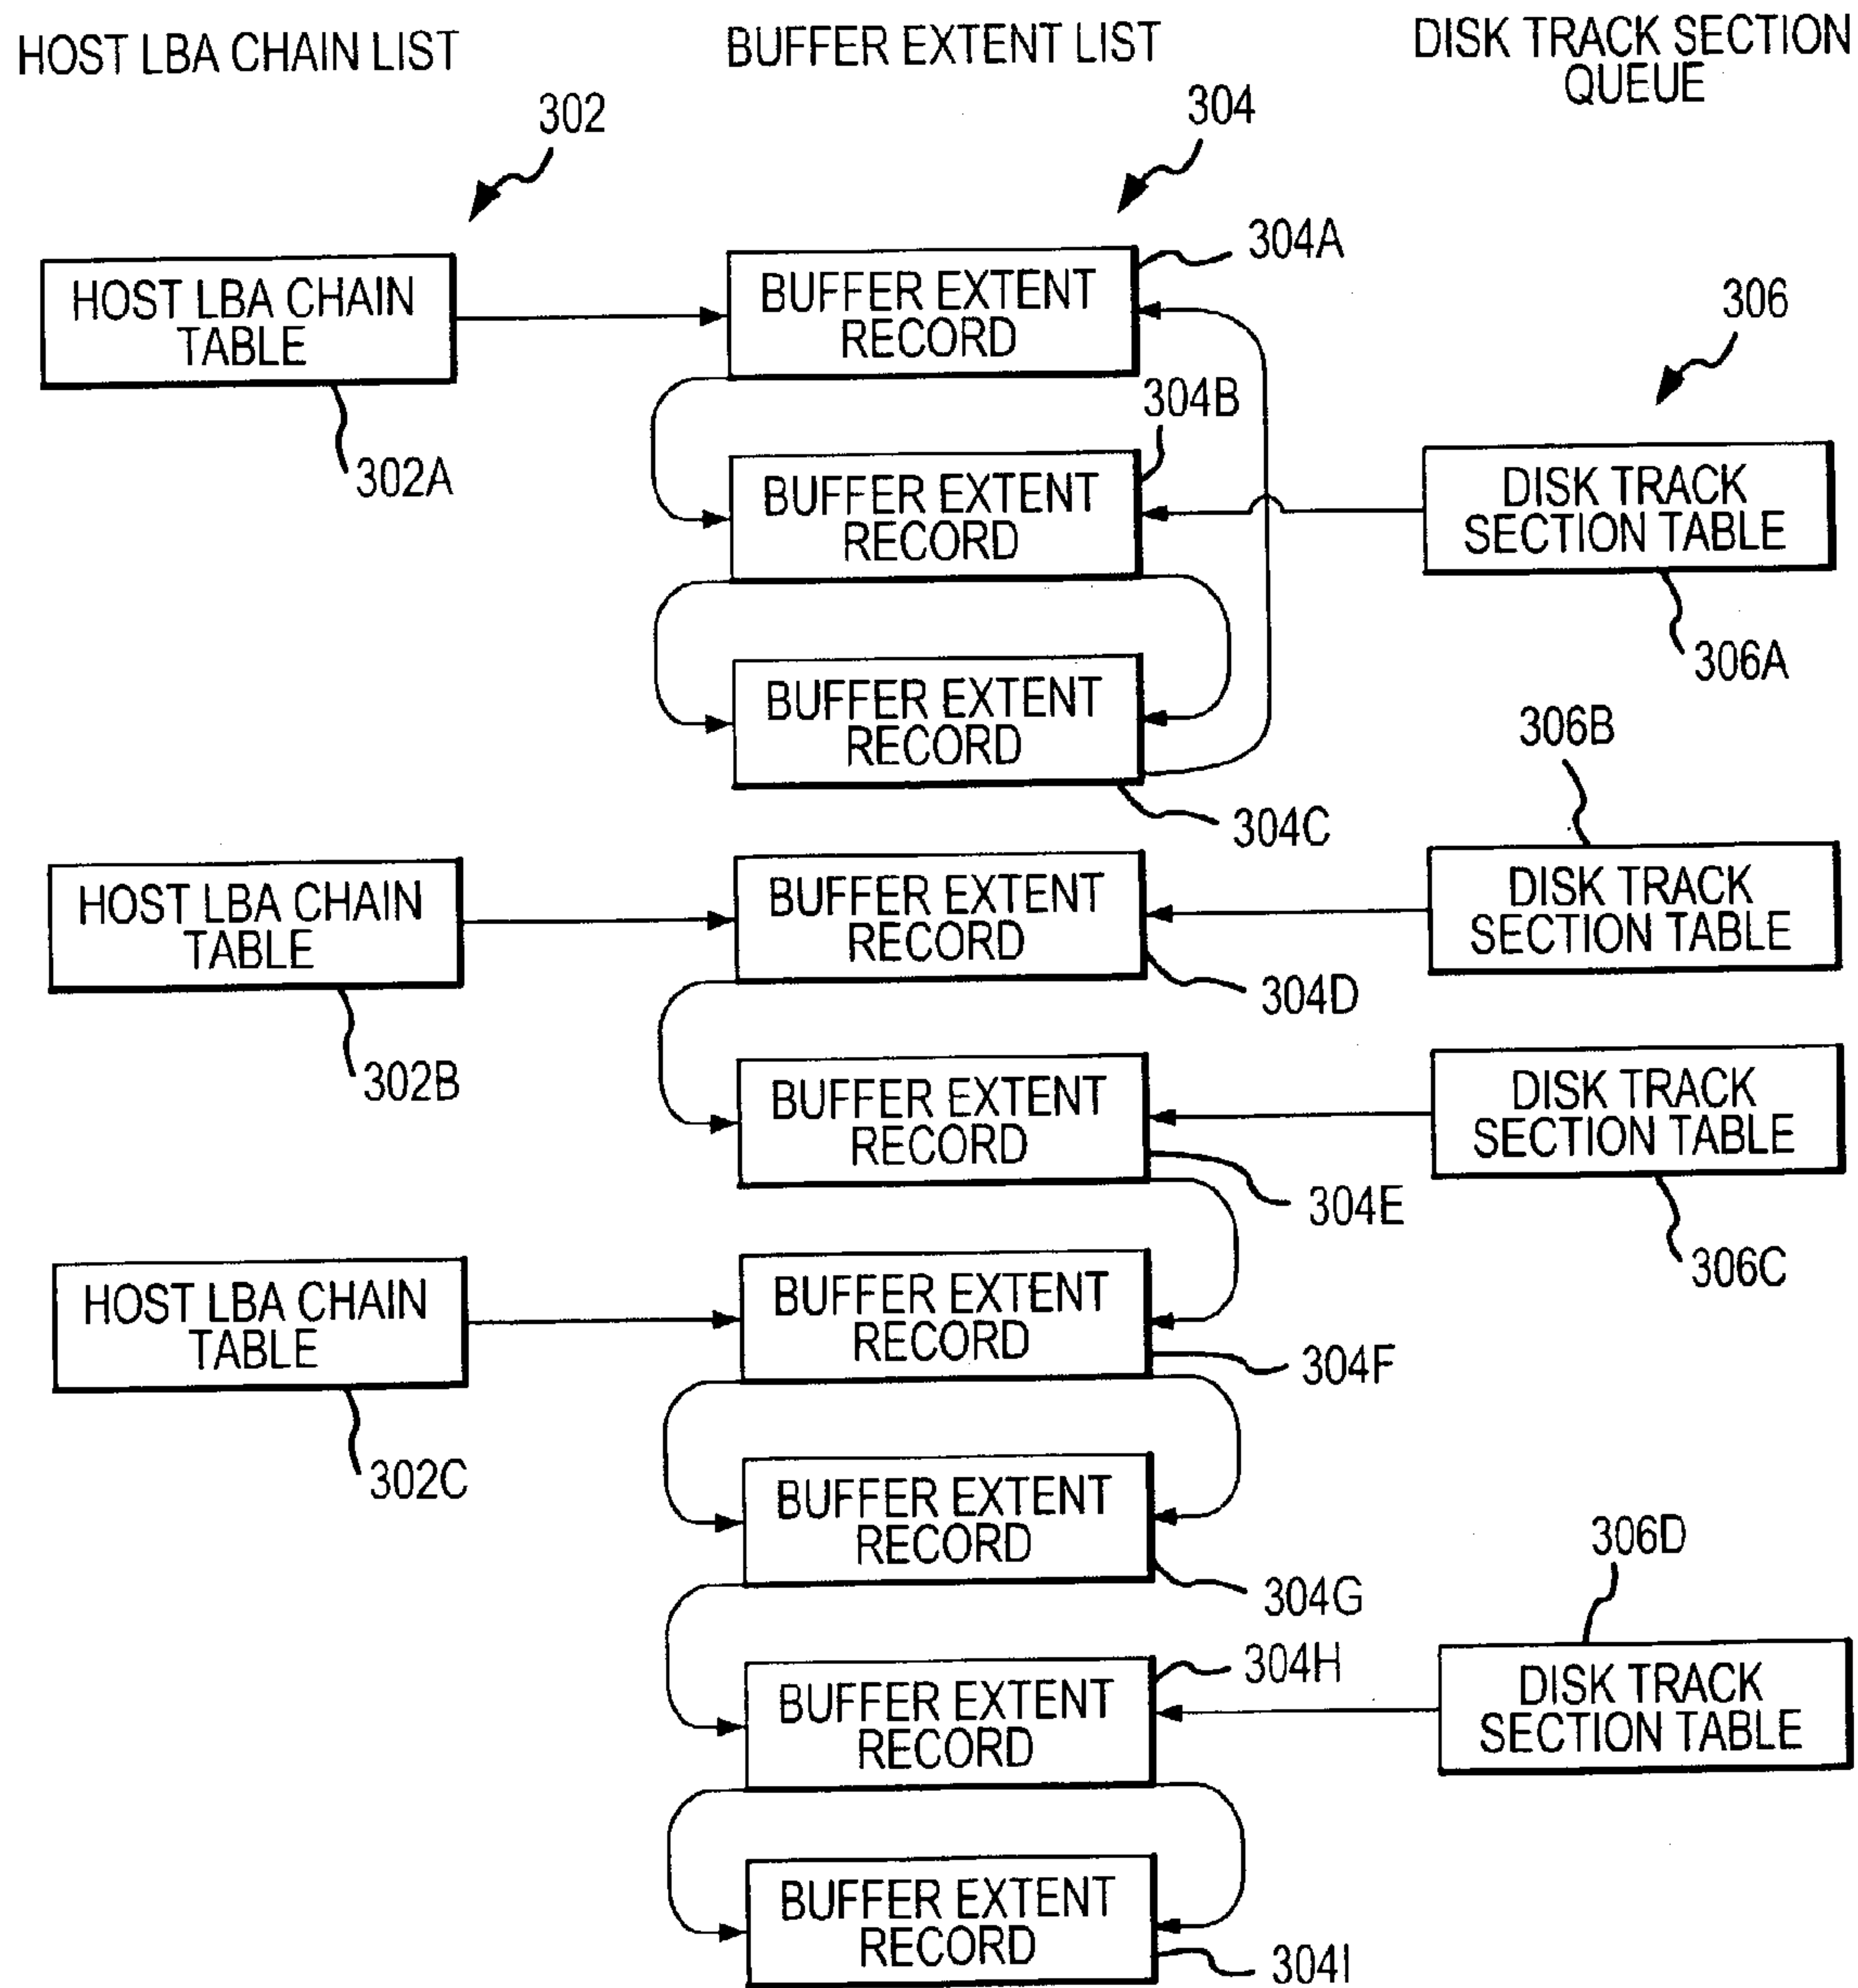 HOST LBA CHAIN LIST
BUFFER EXTENT LIST
DISK TRACK SECTION
QUEUE
302
304
304A
HOST LBA CHAIN
TABLE
302A
BUFFER EXTENT
RECORD
306
304B
BUFFER EXTENT
RECORD
DISK TRACK
SECTION TABLE
306A
BUFFER EXTENT
RECORD
304C
306B
HOST LBA CHAIN
TABLE
302B
BUFFER EXTENT
RECORD
304D
DISK TRACK
SECTION TABLE
BUFFER EXTENT
RECORD
304E
DISK TRACK
SECTION TABLE
306C
HOST LBA CHAIN
TABLE
302C
BUFFER EXTENT
RECORD
304F
BUFFER EXTENT
RECORD
304G
306D
304H
BUFFER EXTENT
RECORD
DISK TRACK
SECTION TABLE
BUFFER EXTENT
RECORD
304I